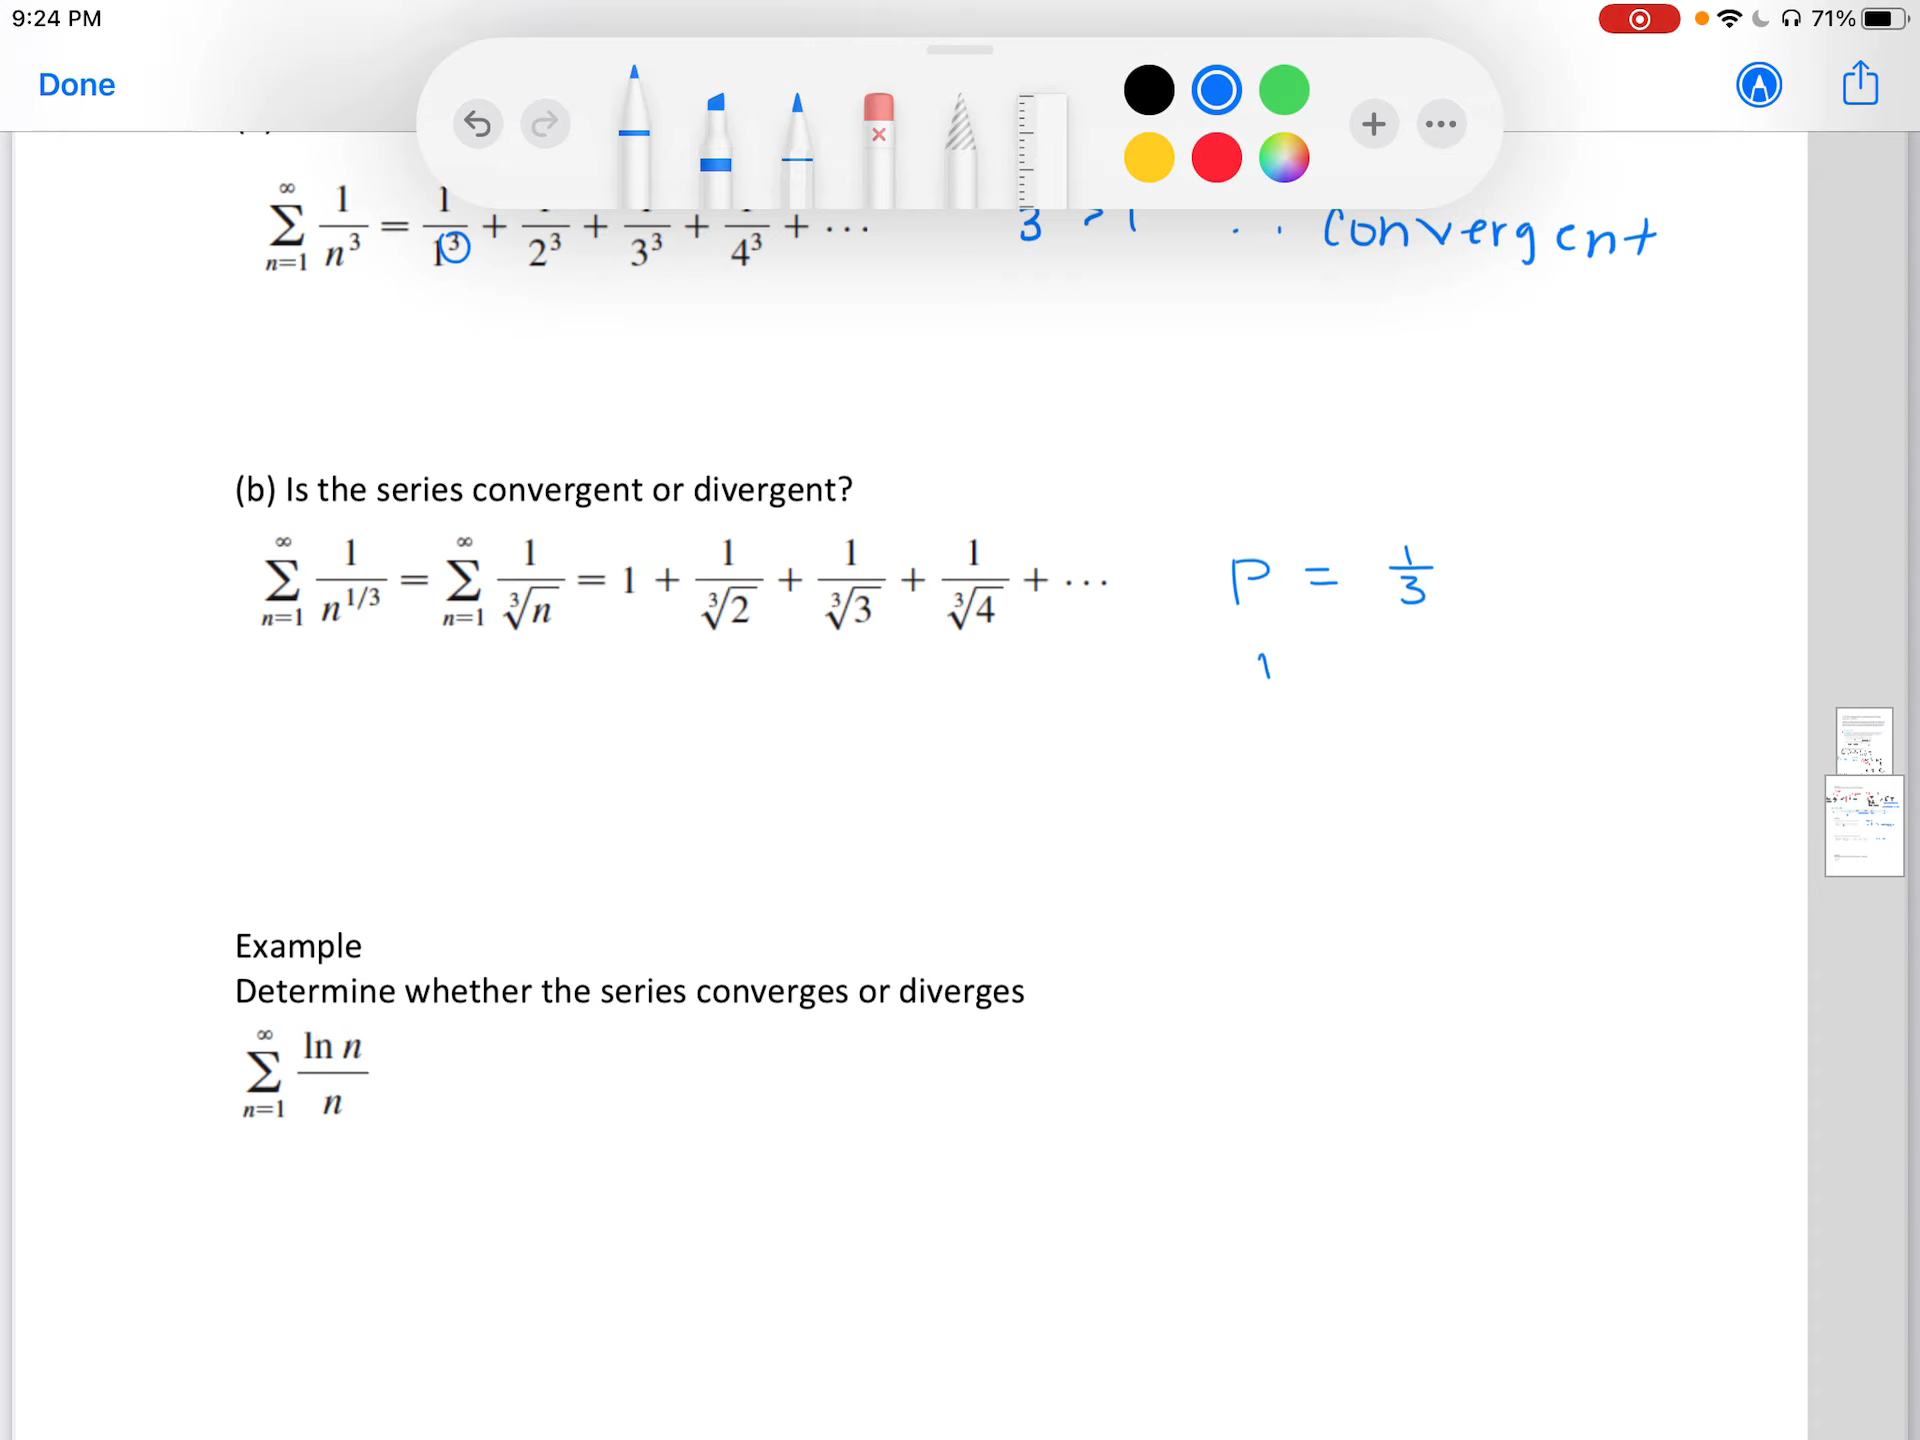 9:24 PM
71%
Done
∞ ∑ n=1 1/n³ = 1/1³ + 1/2³ + 1/3³ + 1/4³ + ⋯ 3 > 1 ∴ Convergent
(b) Is the series convergent or divergent?
∞ ∑ n=1 1/n^{1/3} = ∞ ∑ n=1 1/∛n = 1 + 1/∛2 + 1/∛3 + 1/∛4 + ⋯ P = 1/3
Example
Determine whether the series converges or diverges
∞ ∑ n=1 ln n/n